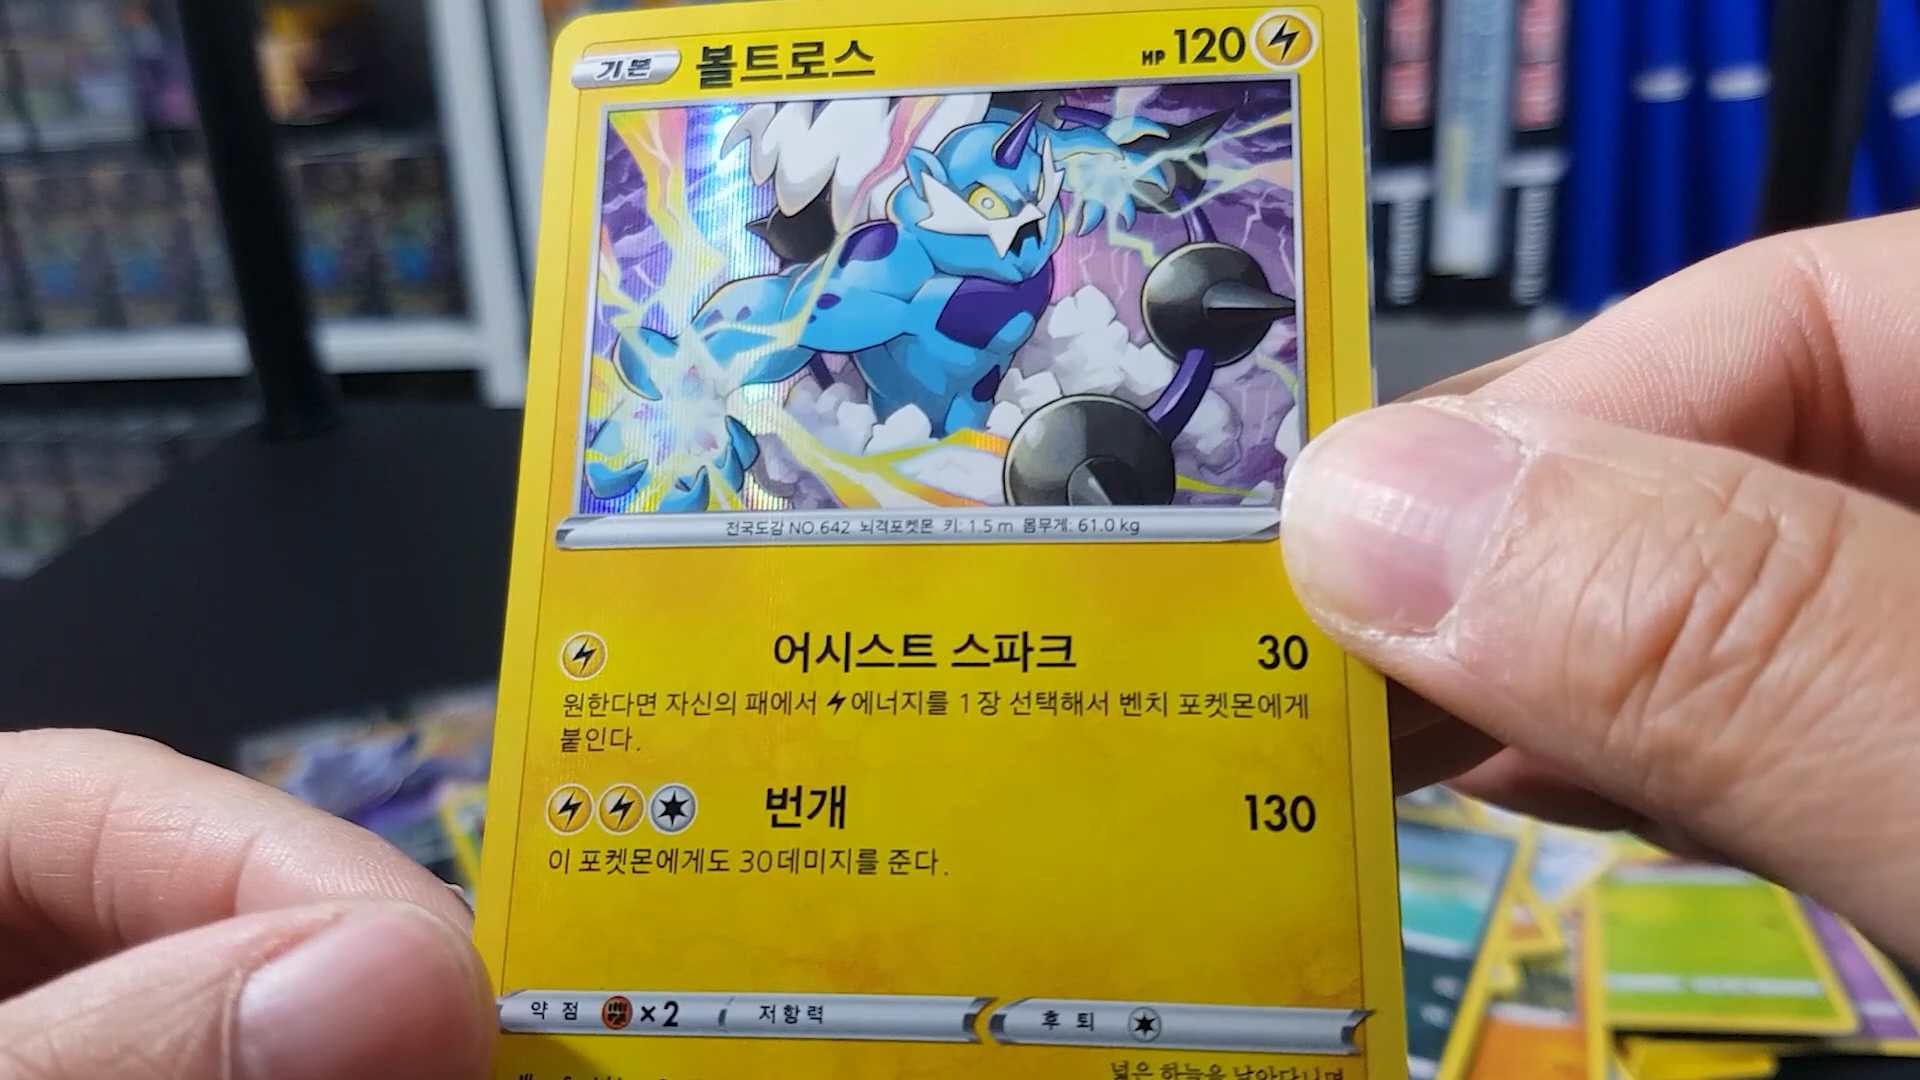 기본 볼트로스 HP 120
전국도감 NO.642 뇌격포켓몬 키: 1.5 m 몸무게: 61.0 kg
어시스트 스파크 30
원한다면 자신의 패에서 에너지를 1장 선택해서 벤치 포켓몬에게
붙인다.
번개 130
이 포켓몬에게도 30데미지를 준다.
약점 ×2 저항력 후퇴
넓은 하늘을 날아다니며